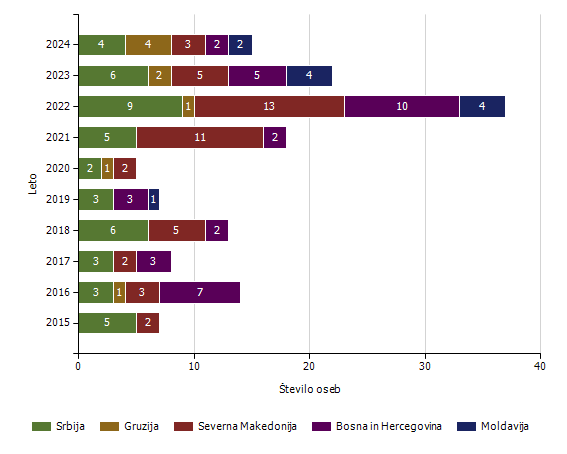 2024 4 4 3 2 2
2023 6 2 5 5 4
2022 9 1 13 10 4
2021 5 11 2
2020 2 1 2
Leto
2019 3 3 1
2018 6 5 2
2017 3 2 3
2016 3 1 3 7
2015 5 2
0 10 20 30 40
Število oseb
Srbija Gruzija Severna Makedonija Bosna in Hercegovina Moldavija